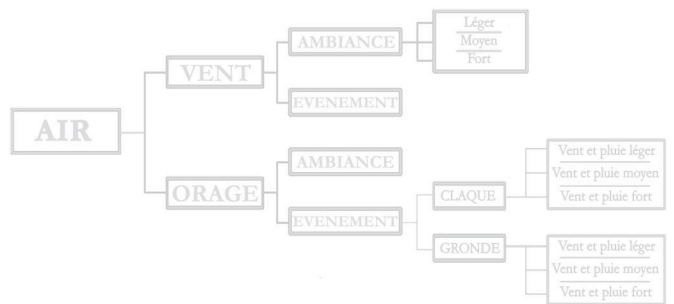 AIR
VENT
AMBIANCE
Léger
Moyen
Fort
EVENEMENT
ORAGE
AMBIANCE
EVENEMENT
CLAQUE
Vent et pluie léger
Vent et pluie moyen
Vent et pluie fort
GRONDE
Vent et pluie léger
Vent et pluie moyen
Vent et pluie fort